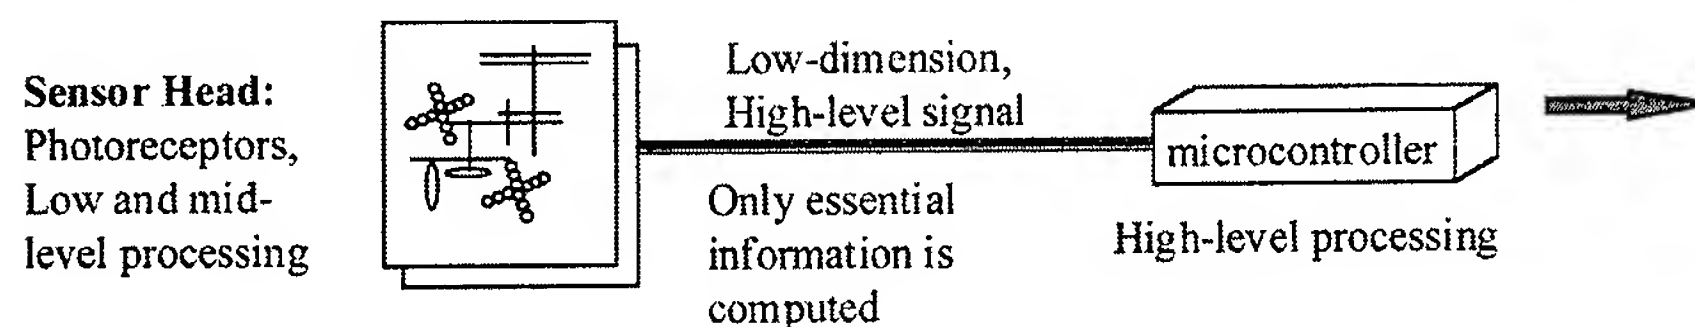 Sensor Head:
Photoreceptors,
Low and mid-
level processing
Low-dimension,
High-level signal
Only essential
information is
computed
microcontroller
High-level processing